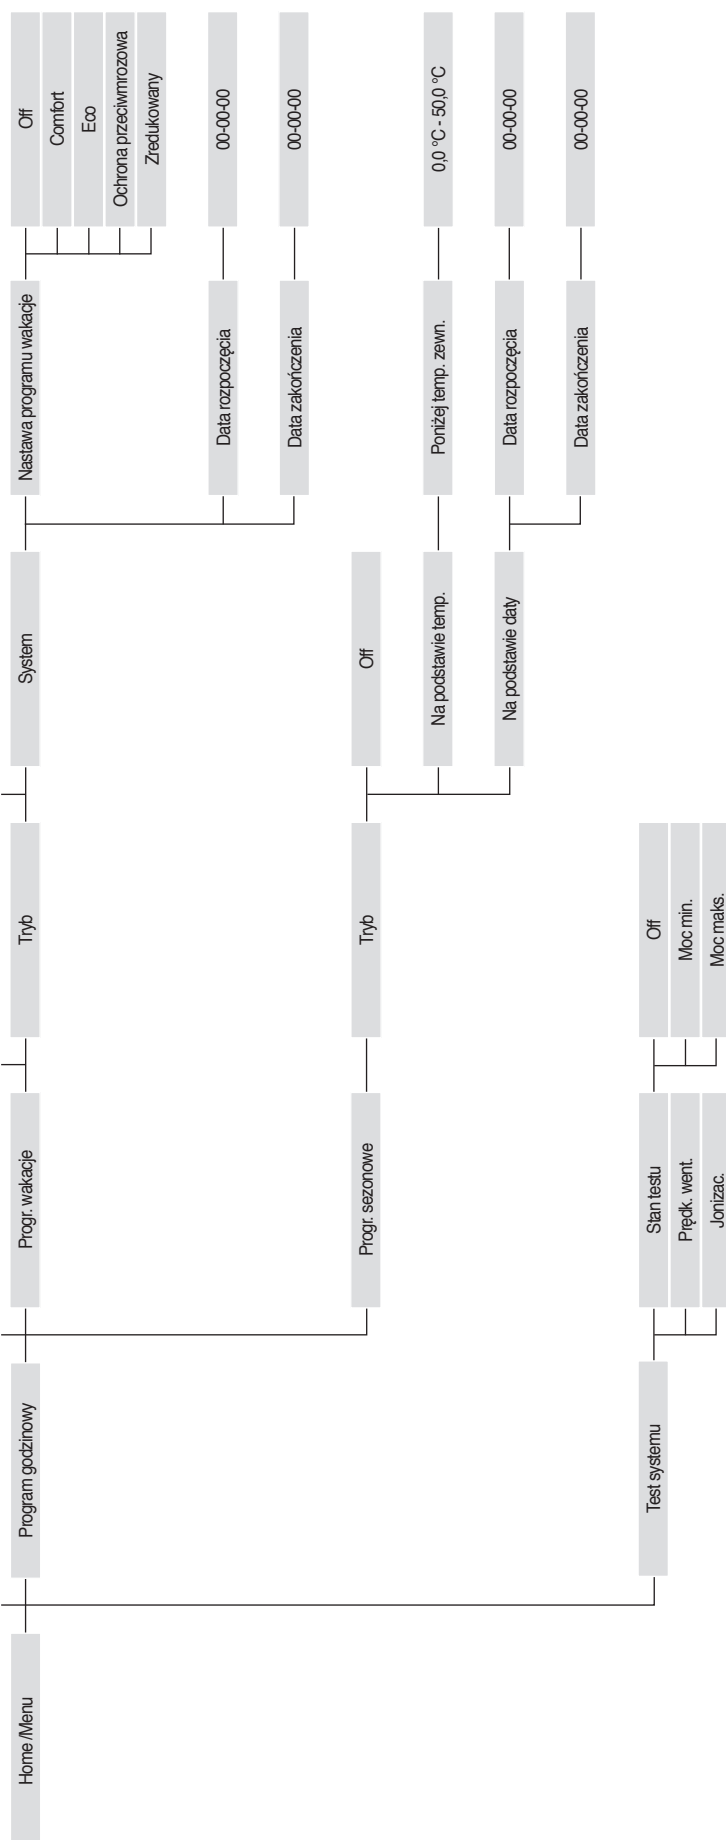 Home /Menu
Program godzinowy
Progr. wakacje
Tryb
System
Nastawa programu wakacje
Off
Comfort
Eco
Ochrona przeciwmrozowa
Zredukowany
Data rozpoczęcia
00-00-00
Data zakończenia
00-00-00
Progr. sezonowe
Tryb
Off
Na podstawie temp.
Poniżej temp. zewn.
0,0 °C - 50,0 °C
Na podstawie daty
Data rozpoczęcia
00-00-00
Data zakończenia
00-00-00
Test systemu
Stan testu
Off
Prędk. went.
Moc min.
Jonizac.
Moc maks.